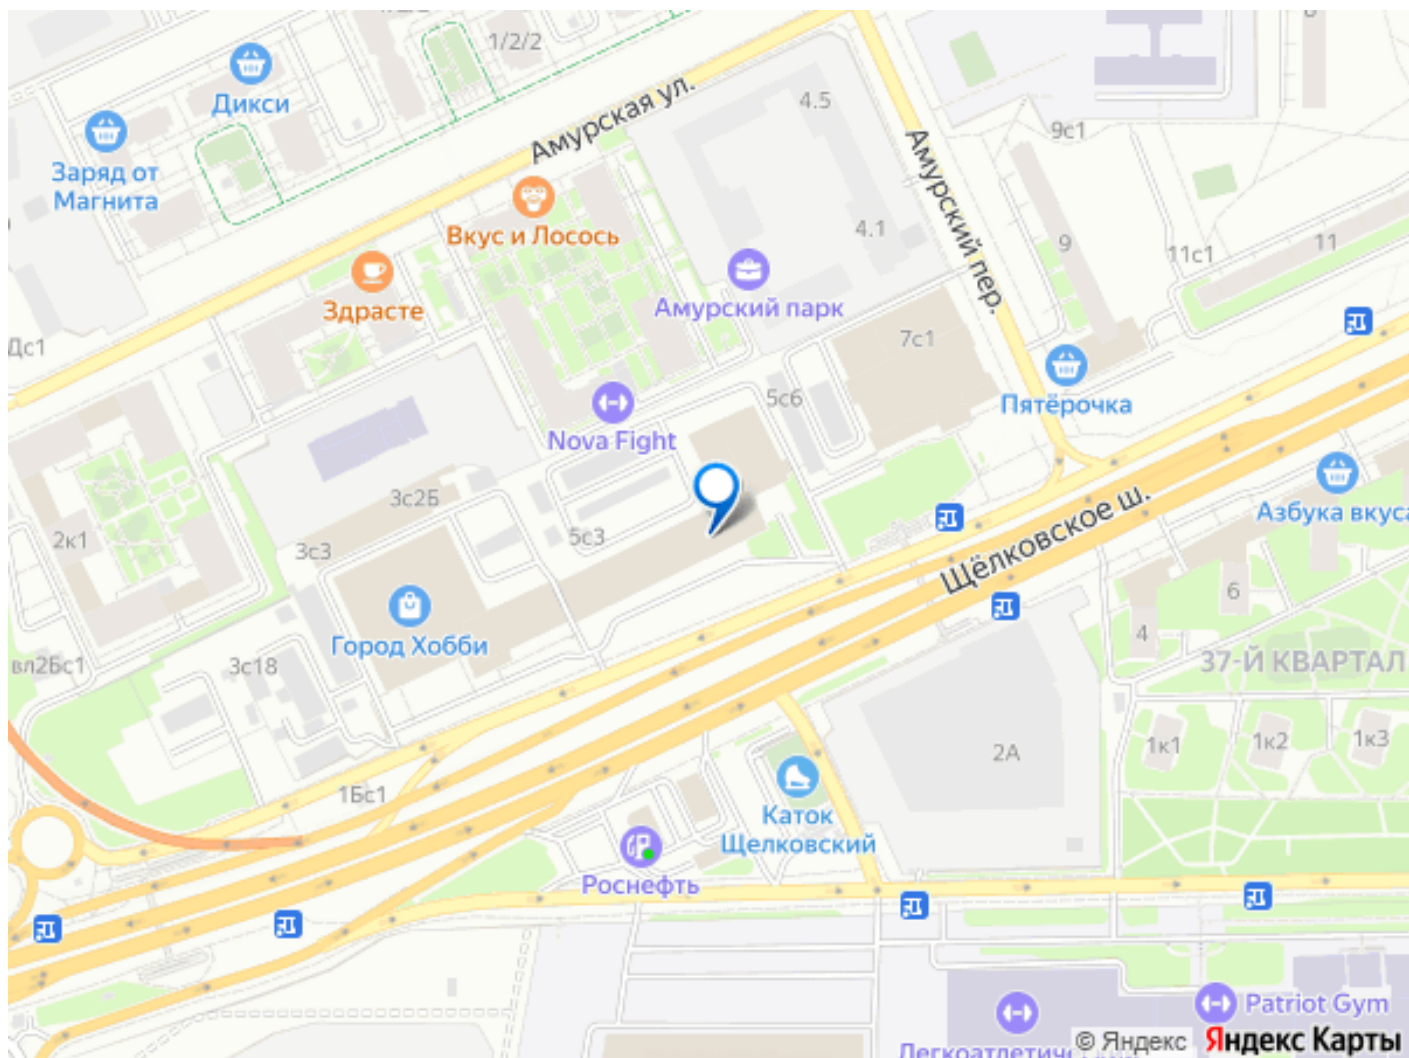 1/2/2
Дикси
Заряд от
Магнита
Амурская ул.
4.5
9с1
Амурский пер.
Вкус и Лосось
4.1
9
11с1
11
Здрасте
Амурский парк
Дс1
7с1
Пятёрочка
5с6
Nova Fight
3с2Б
Азбука вкуса
Щёлковское ш.
5с3
2к1
3с3
6
4
Город Хобби
37-Й КВАРТАЛ
вл2Бс1
3с18
1к1
1к2
1к3
2А
1Бс1
Каток
Щелковский
Роснефть
Patriot Gym
© Яндекс
Яндекс Карты